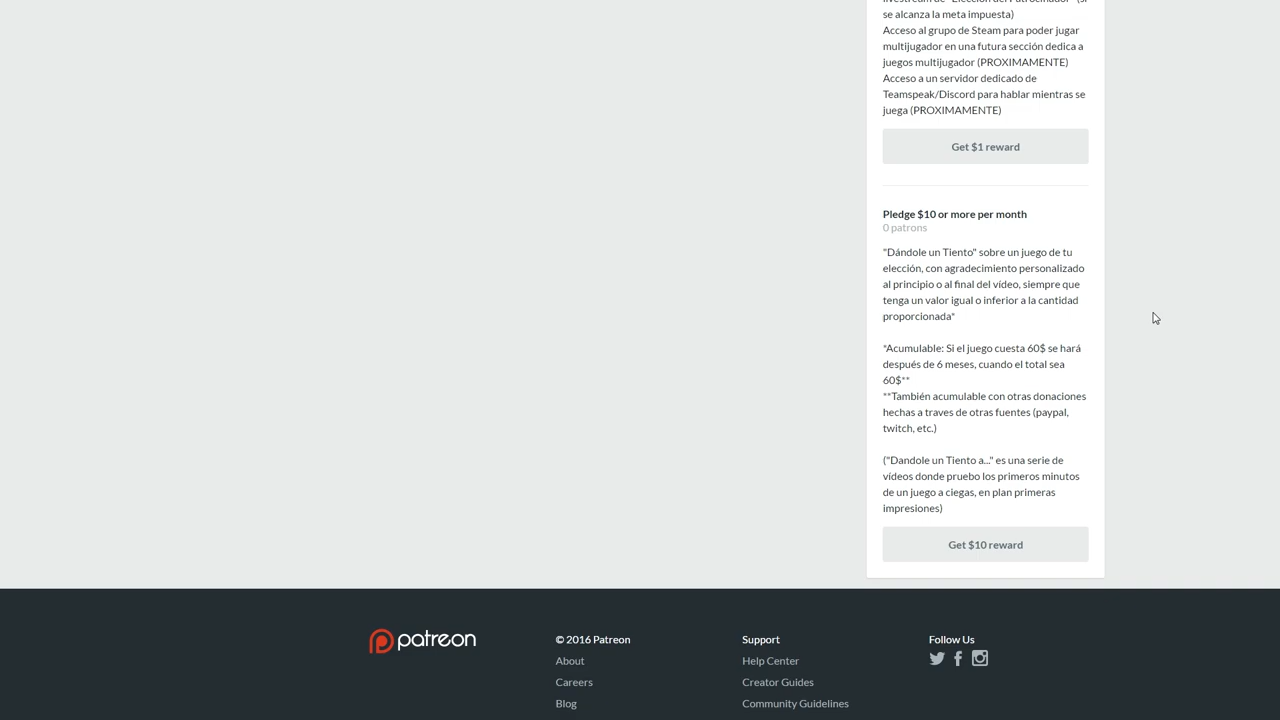 se alcanza la meta impuesta)
Acceso al grupo de Steam para poder jugar
multijugador en una futura sección dedica a
juegos multijugador (PROXIMAMENTE)
Acceso a un servidor dedicado de
Teamspeak/Discord para hablar mientras se
juega (PROXIMAMENTE)
Get $1 reward
Pledge $10 or more per month
0 patrons
"Dándole un Tiento" sobre un juego de tu
elección, con agradecimiento personalizado
al principio o al final del vídeo, siempre que
tenga un valor igual o inferior a la cantidad
proporcionada*
*Acumulable: Si el juego cuesta 60$ se hará
después de 6 meses, cuando el total sea
60$**
**También acumulable con otras donaciones
hechas a traves de otras fuentes (paypal,
twitch, etc.)
("Dandole un Tiento a..." es una serie de
vídeos donde pruebo los primeros minutos
de un juego a ciegas, en plan primeras
impresiones)
Get $10 reward
patreon
© 2016 Patreon
About
Careers
Blog
Support
Help Center
Creator Guides
Community Guidelines
Follow Us